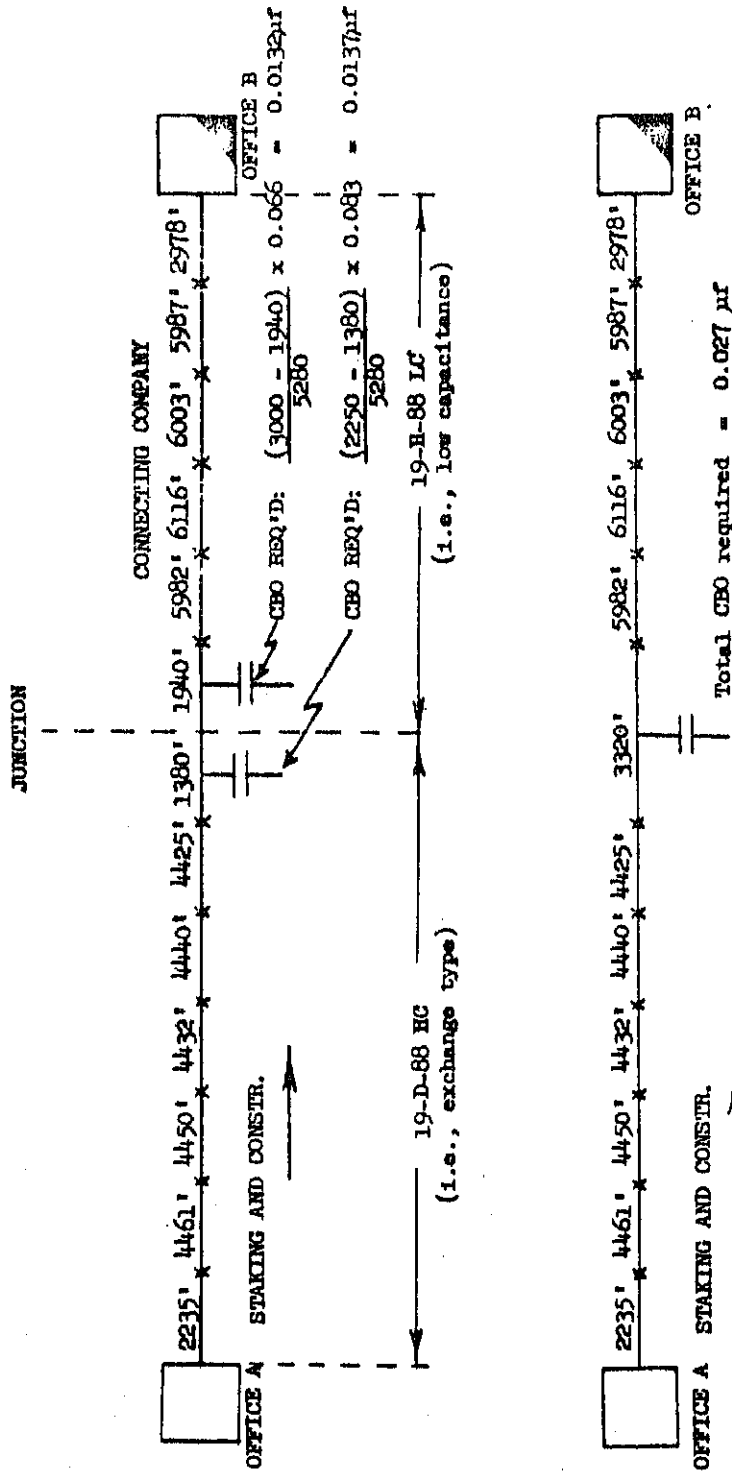 JUNCTION
CONNECTING COMPANY
2235' 4461' 4450' 4432' 4440' 4425' 1380' 1940' 5982' 6116' 6003' 5987' 2978'
OFFICE A
STAKING AND CONSTR.
OFFICE B
CBO REQ'D: (3000 - 1940) x 0.066 = 0.0132µf
5280
CBO REQ'D: (2250 - 1380) x 0.083 = 0.0137µf
5280
19-D-88 HC
(i.e., exchange type)
19-H-88 LC
(i.e., low capacitance)
2235' 4461' 4450' 4432' 4440' 4425' 3320' 5982' 6116' 6003' 5987' 2978'
OFFICE A
STAKING AND CONSTR.
OFFICE B
Total CBO required = 0.027 µf